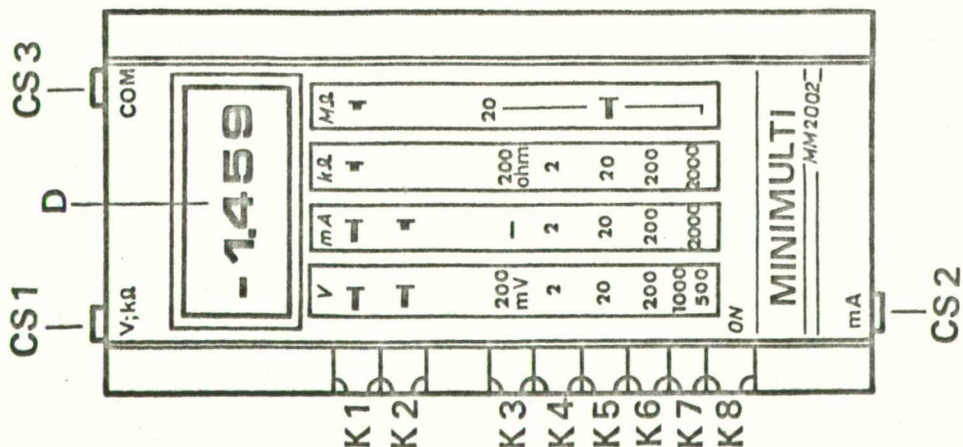 CS1
D
CS3
V;kΩ
COM
-1.459
V
mA
kΩ
MΩ
200 mV
–
200 ohm
20
2
2
2
20
20
20
200
200
200
1000 500
2000
2000
ON
MINIMULTI
MM2002
mA
CS2
K1
K2
K3
K4
K5
K6
K7
K8